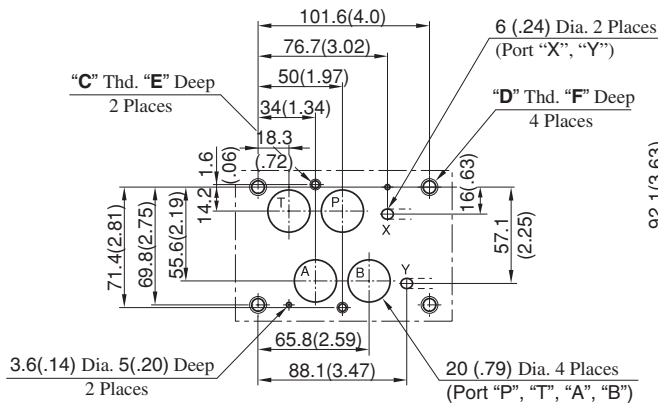 101.6(4.0)
6 (.24) Dia. 2 Places
76.7(3.02)
(Port “X”, “Y”)
50(1.97)
“C” Thd. “E” Deep
2 Places
34(1.34)
“D” Thd. “F” Deep
4 Places
18.3
(.72)
1.6
(.06)
14.2
16(.63)
92.1(3.63)
T
P
X
71.4(2.81)
69.8(2.75)
55.6(2.19)
57.1
(2.25)
A
B
Y
65.8(2.59)
3.6(.14) Dia. 5(.20) Deep
2 Places
88.1(3.47)
20 (.79) Dia. 4 Places
(Port “P”, “T”, “A”, “B”)